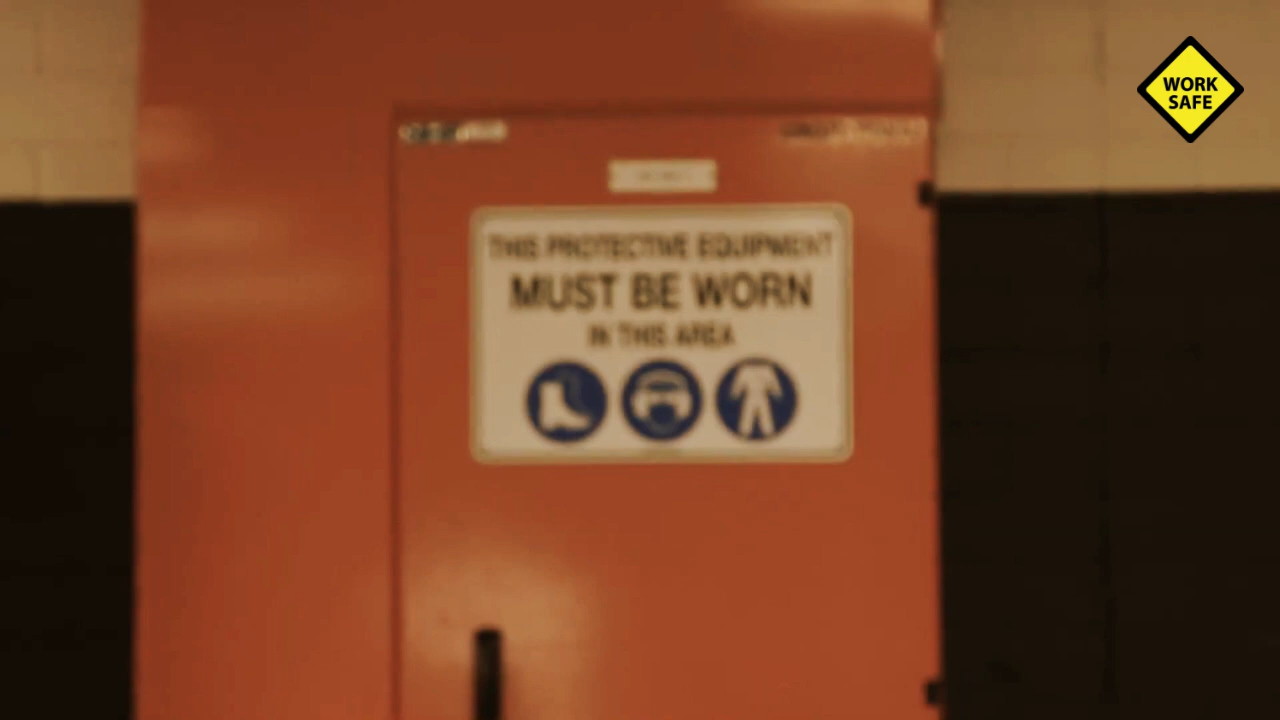 WORK
SAFE
THIS PROTECTIVE EQUIPMENT
MUST BE WORN
IN THIS AREA